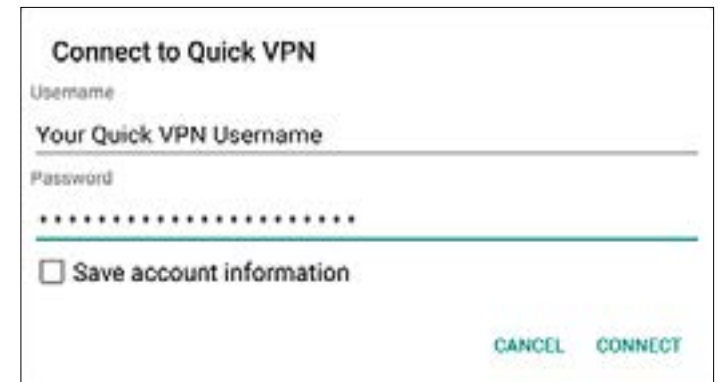 Connect to Quick VPN
Username
Your Quick VPN Username
Password
••••••••••••••••••••••
Save account information
CANCEL CONNECT